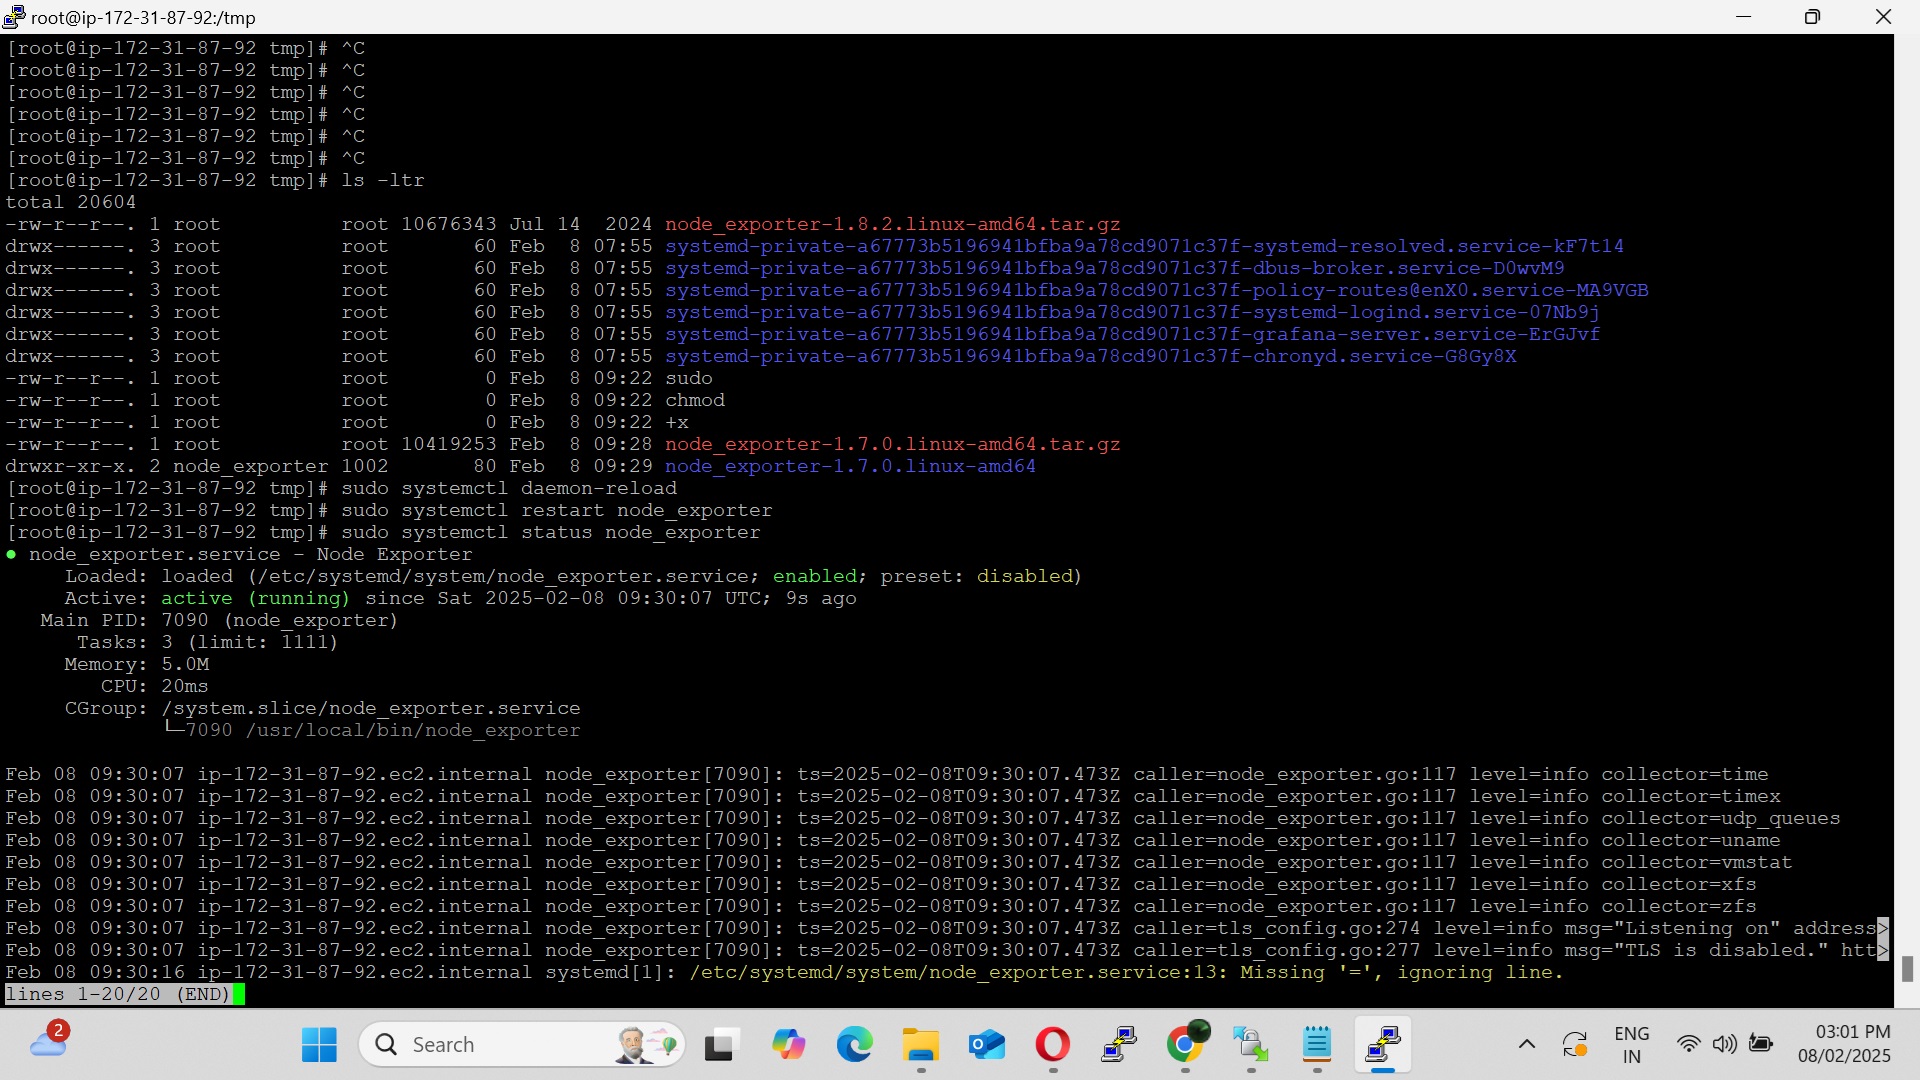 root@ip-172-31-87-92:/tmp
[root@ip-172-31-87-92 tmp]# ^C
[root@ip-172-31-87-92 tmp]# ^C
[root@ip-172-31-87-92 tmp]# ^C
[root@ip-172-31-87-92 tmp]# ^C
[root@ip-172-31-87-92 tmp]# ^C
[root@ip-172-31-87-92 tmp]# ^C
[root@ip-172-31-87-92 tmp]# ls -ltr
total 20604
-rw-r--r--. 1 root          root 10676343 Jul 14  2024 node_exporter-1.8.2.linux-amd64.tar.gz
drwx------. 3 root          root       60 Feb  8 07:55 systemd-private-a67773b5196941bfba9a78cd9071c37f-systemd-resolved.service-kF7t14
drwx------. 3 root          root       60 Feb  8 07:55 systemd-private-a67773b5196941bfba9a78cd9071c37f-dbus-broker.service-D0wvM9
drwx------. 3 root          root       60 Feb  8 07:55 systemd-private-a67773b5196941bfba9a78cd9071c37f-policy-routes@enX0.service-MA9VGB
drwx------. 3 root          root       60 Feb  8 07:55 systemd-private-a67773b5196941bfba9a78cd9071c37f-systemd-logind.service-07Nb9j
drwx------. 3 root          root       60 Feb  8 07:55 systemd-private-a67773b5196941bfba9a78cd9071c37f-grafana-server.service-ErGJvf
drwx------. 3 root          root       60 Feb  8 07:55 systemd-private-a67773b5196941bfba9a78cd9071c37f-chronyd.service-G8Gy8X
-rw-r--r--. 1 root          root        0 Feb  8 09:22 sudo
-rw-r--r--. 1 root          root        0 Feb  8 09:22 chmod
-rw-r--r--. 1 root          root        0 Feb  8 09:22 +x
-rw-r--r--. 1 root          root 10419253 Feb  8 09:28 node_exporter-1.7.0.linux-amd64.tar.gz
drwxr-xr-x. 2 node_exporter 1002       80 Feb  8 09:29 node_exporter-1.7.0.linux-amd64
[root@ip-172-31-87-92 tmp]# sudo systemctl daemon-reload
[root@ip-172-31-87-92 tmp]# sudo systemctl restart node_exporter
[root@ip-172-31-87-92 tmp]# sudo systemctl status node_exporter
● node_exporter.service - Node Exporter
     Loaded: loaded (/etc/systemd/system/node_exporter.service; enabled; preset: disabled)
     Active: active (running) since Sat 2025-02-08 09:30:07 UTC; 9s ago
   Main PID: 7090 (node_exporter)
      Tasks: 3 (limit: 1111)
     Memory: 5.0M
        CPU: 20ms
     CGroup: /system.slice/node_exporter.service
             └─7090 /usr/local/bin/node_exporter
Feb 08 09:30:07 ip-172-31-87-92.ec2.internal node_exporter[7090]: ts=2025-02-08T09:30:07.473Z caller=node_exporter.go:117 level=info collector=time
Feb 08 09:30:07 ip-172-31-87-92.ec2.internal node_exporter[7090]: ts=2025-02-08T09:30:07.473Z caller=node_exporter.go:117 level=info collector=timex
Feb 08 09:30:07 ip-172-31-87-92.ec2.internal node_exporter[7090]: ts=2025-02-08T09:30:07.473Z caller=node_exporter.go:117 level=info collector=udp_queues
Feb 08 09:30:07 ip-172-31-87-92.ec2.internal node_exporter[7090]: ts=2025-02-08T09:30:07.473Z caller=node_exporter.go:117 level=info collector=uname
Feb 08 09:30:07 ip-172-31-87-92.ec2.internal node_exporter[7090]: ts=2025-02-08T09:30:07.473Z caller=node_exporter.go:117 level=info collector=vmstat
Feb 08 09:30:07 ip-172-31-87-92.ec2.internal node_exporter[7090]: ts=2025-02-08T09:30:07.473Z caller=node_exporter.go:117 level=info collector=xfs
Feb 08 09:30:07 ip-172-31-87-92.ec2.internal node_exporter[7090]: ts=2025-02-08T09:30:07.473Z caller=node_exporter.go:117 level=info collector=zfs
Feb 08 09:30:07 ip-172-31-87-92.ec2.internal node_exporter[7090]: ts=2025-02-08T09:30:07.473Z caller=tls_config.go:274 level=info msg="Listening on" address>
Feb 08 09:30:07 ip-172-31-87-92.ec2.internal node_exporter[7090]: ts=2025-02-08T09:30:07.473Z caller=tls_config.go:277 level=info msg="TLS is disabled." htt>
Feb 08 09:30:16 ip-172-31-87-92.ec2.internal systemd[1]: /etc/systemd/system/node_exporter.service:13: Missing '=', ignoring line.
lines 1-20/20 (END)
2
Search
ENG
IN
03:01 PM
08/02/2025